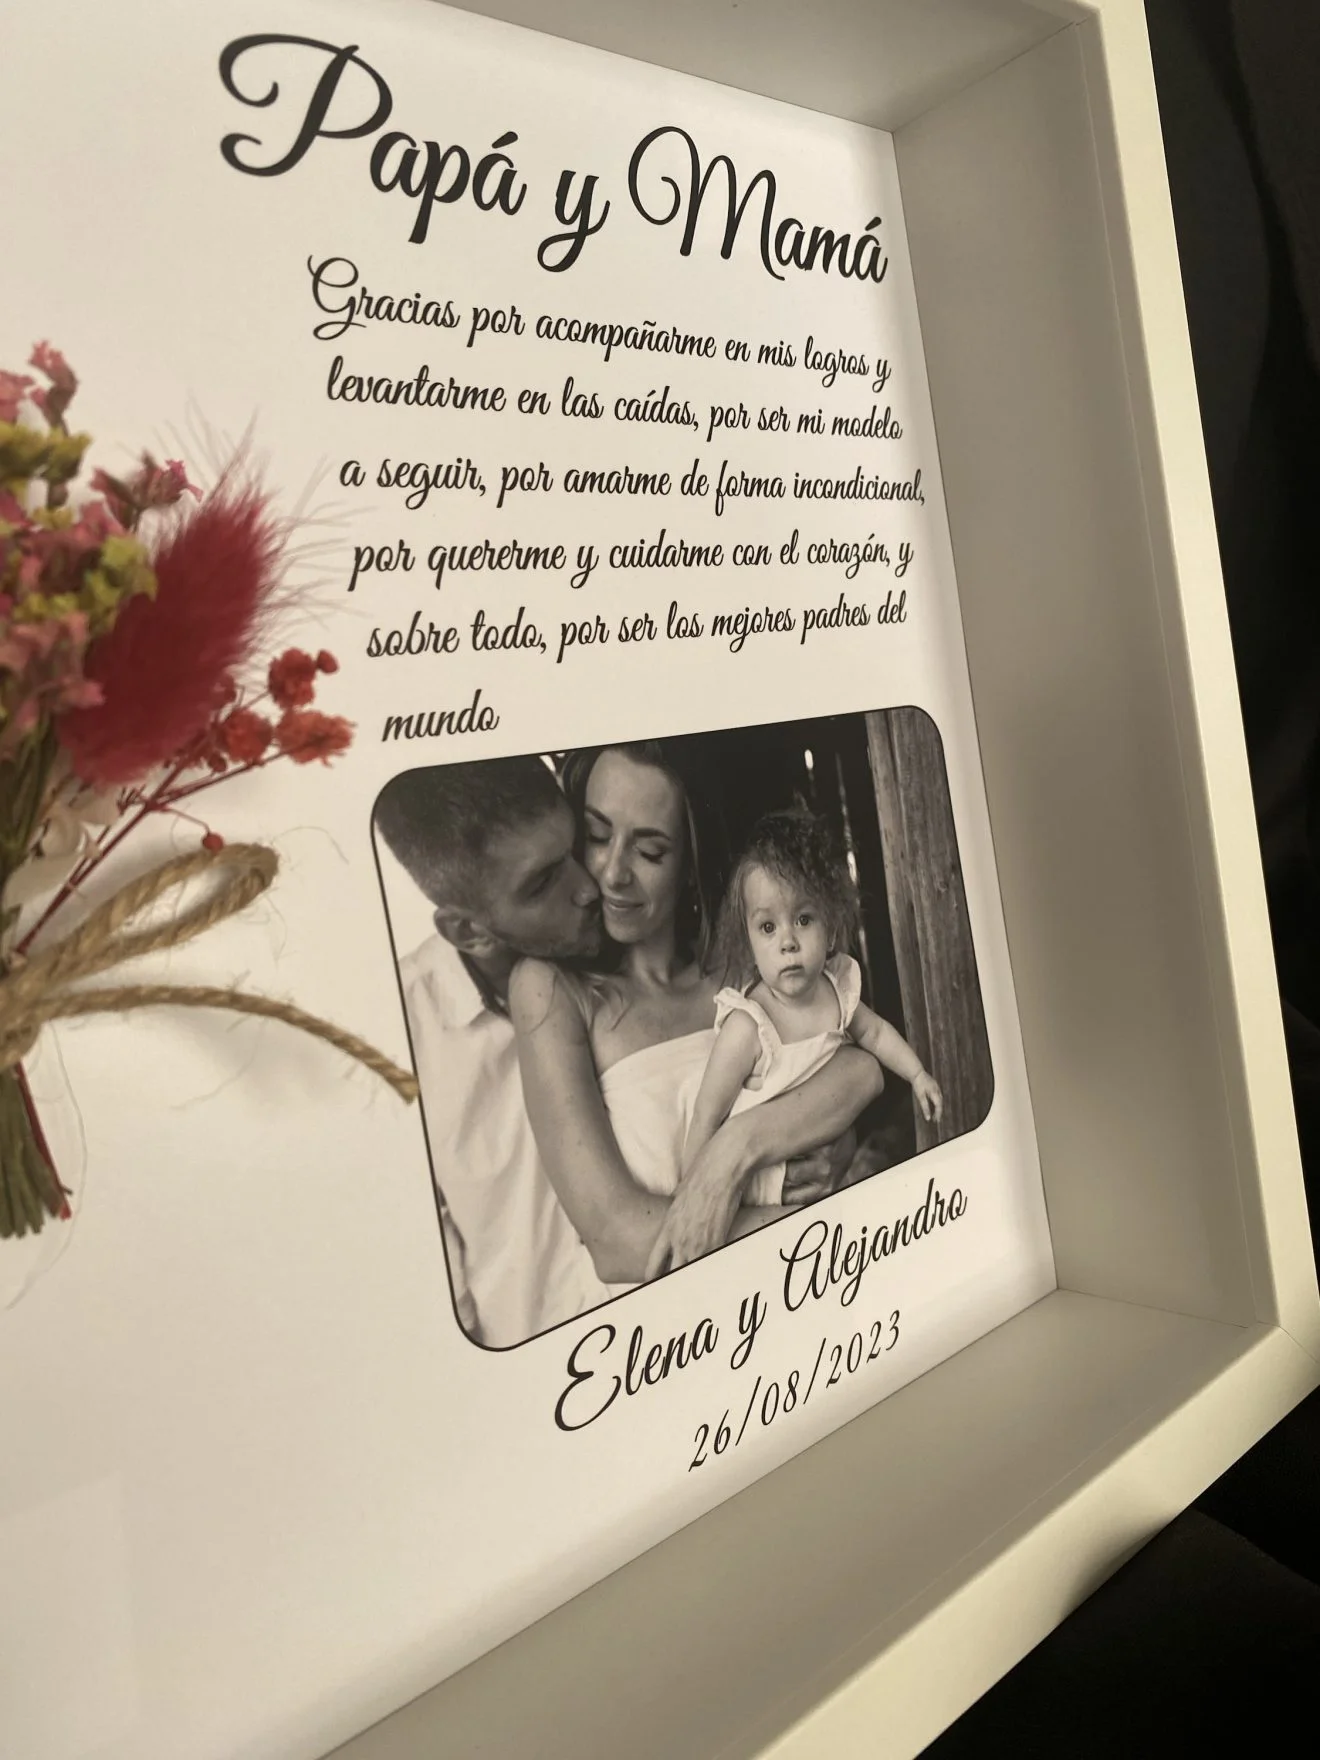 Papá y Mamá
Gracias por acompañarme en mis logros y
levantarme en las caídas, por ser mi modelo
a seguir, por amarme de forma incondicional,
por quererme y cuidarme con el corazón, y
sobre todo, por ser los mejores padres del
mundo
Elena y Alejandro
26/08/2023